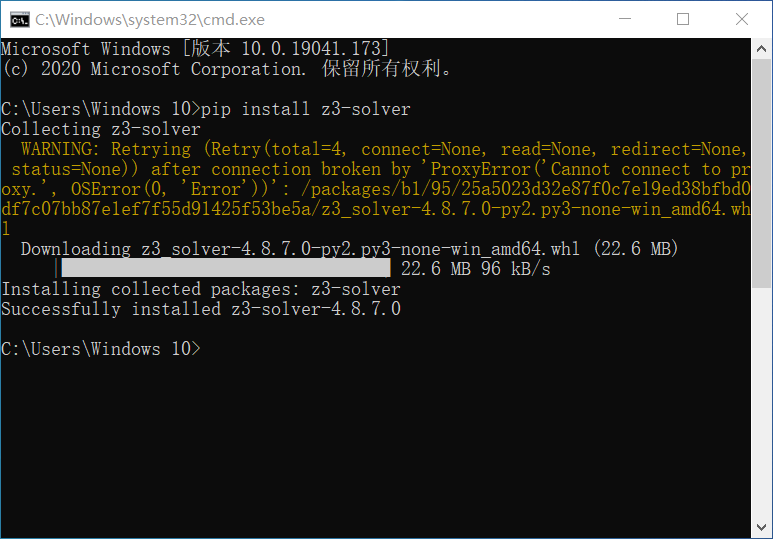 C:\Windows\system32\cmd.exe
Microsoft Windows [版本 10.0.19041.173]
(c) 2020 Microsoft Corporation. 保留所有权利。
C:\Users\Windows 10>pip install z3-solver
Collecting z3-solver
WARNING: Retrying (Retry(total=4, connect=None, read=None, redirect=None,
status=None)) after connection broken by 'ProxyError('Cannot connect to pr
oxy.', OSError(0, 'Error'))': /packages/b1/95/25a5023d32e87f0c7e19ed38bfbd0
df7c07bb87e1ef7f55d91425f53be5a/z3_solver-4.8.7.0-py2.py3-none-win_amd64.wh
l
Downloading z3_solver-4.8.7.0-py2.py3-none-win_amd64.whl (22.6 MB)
| 22.6 MB 96 kB/s
Installing collected packages: z3-solver
Successfully installed z3-solver-4.8.7.0
C:\Users\Windows 10>